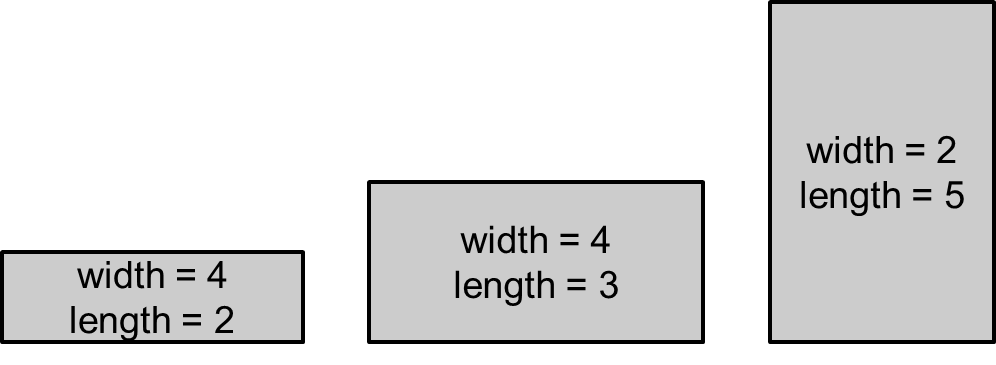 width = 4
length = 2
width = 4
length = 3
width = 2
length = 5